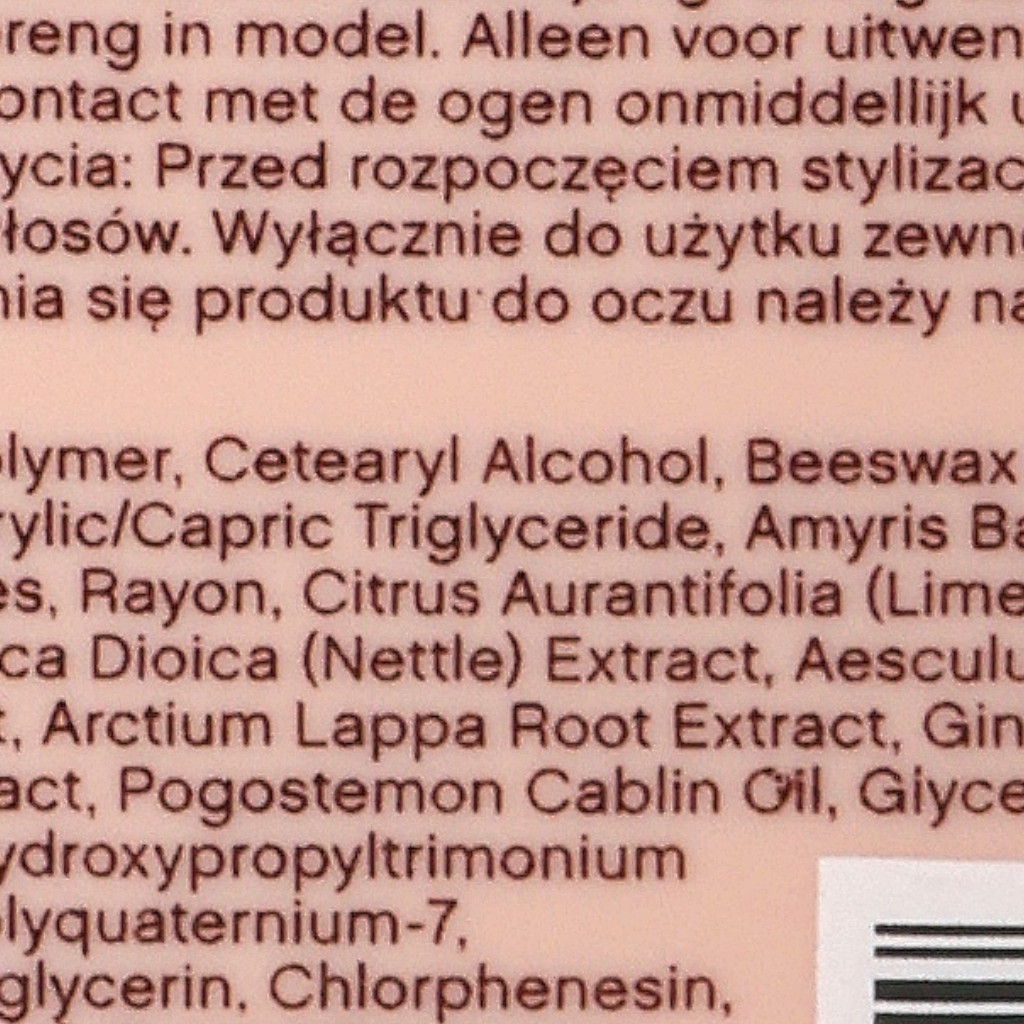 reng in model. Alleen voor uitwen
ontact met de ogen onmiddellijk u
ycia: Przed rozpoczęciem stylizac
łosów. Wyłącznie do użytku zewn
nia się produktu do oczu należy na
olymer, Cetearyl Alcohol, Beeswax
rylic/Capric Triglyceride, Amyris Ba
es, Rayon, Citrus Aurantifolia (Lime
ca Dioica (Nettle) Extract, Aesculu
t, Arctium Lappa Root Extract, Gin
act, Pogostemon Cablin Oil, Glyce
ydroxypropyltrimonium
olyquaternium-7,
glycerin, Chlorphenesin,